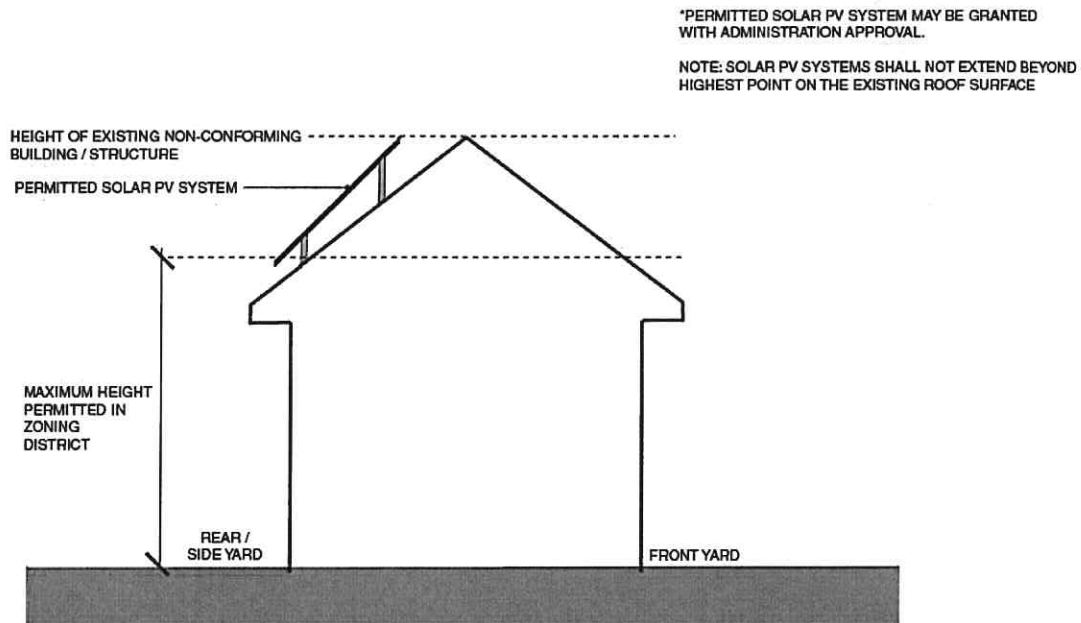 *PERMITTED SOLAR PV SYSTEM MAY BE GRANTED
WITH ADMINISTRATION APPROVAL.
NOTE: SOLAR PV SYSTEMS SHALL NOT EXTEND BEYOND
HIGHEST POINT ON THE EXISTING ROOF SURFACE
HEIGHT OF EXISTING NON-CONFORMING
BUILDING / STRUCTURE
PERMITTED SOLAR PV SYSTEM
MAXIMUM HEIGHT
PERMITTED IN
ZONING
DISTRICT
REAR /
SIDE YARD
FRONT YARD